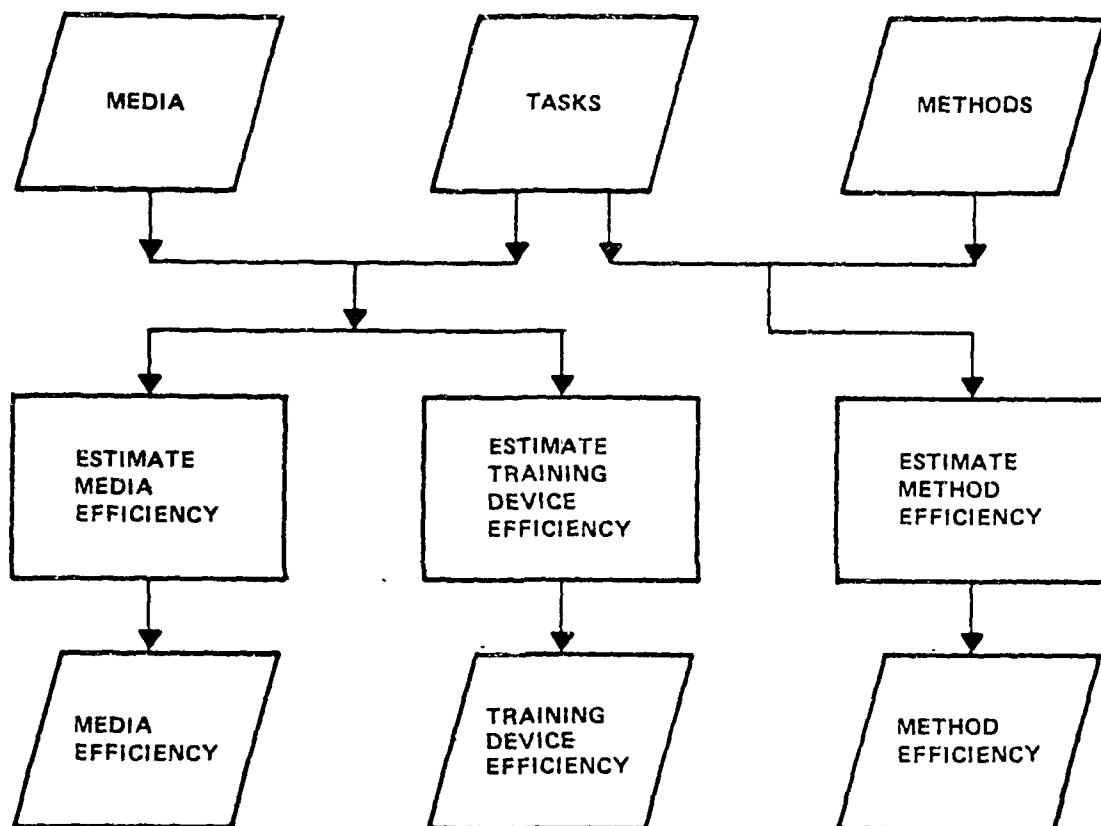 MEDIA
TASKS
METHODS
ESTIMATE
MEDIA
EFFICIENCY
ESTIMATE
TRAINING
DEVICE
EFFICIENCY
ESTIMATE
METHOD
EFFICIENCY
MEDIA
EFFICIENCY
TRAINING
DEVICE
EFFICIENCY
METHOD
EFFICIENCY